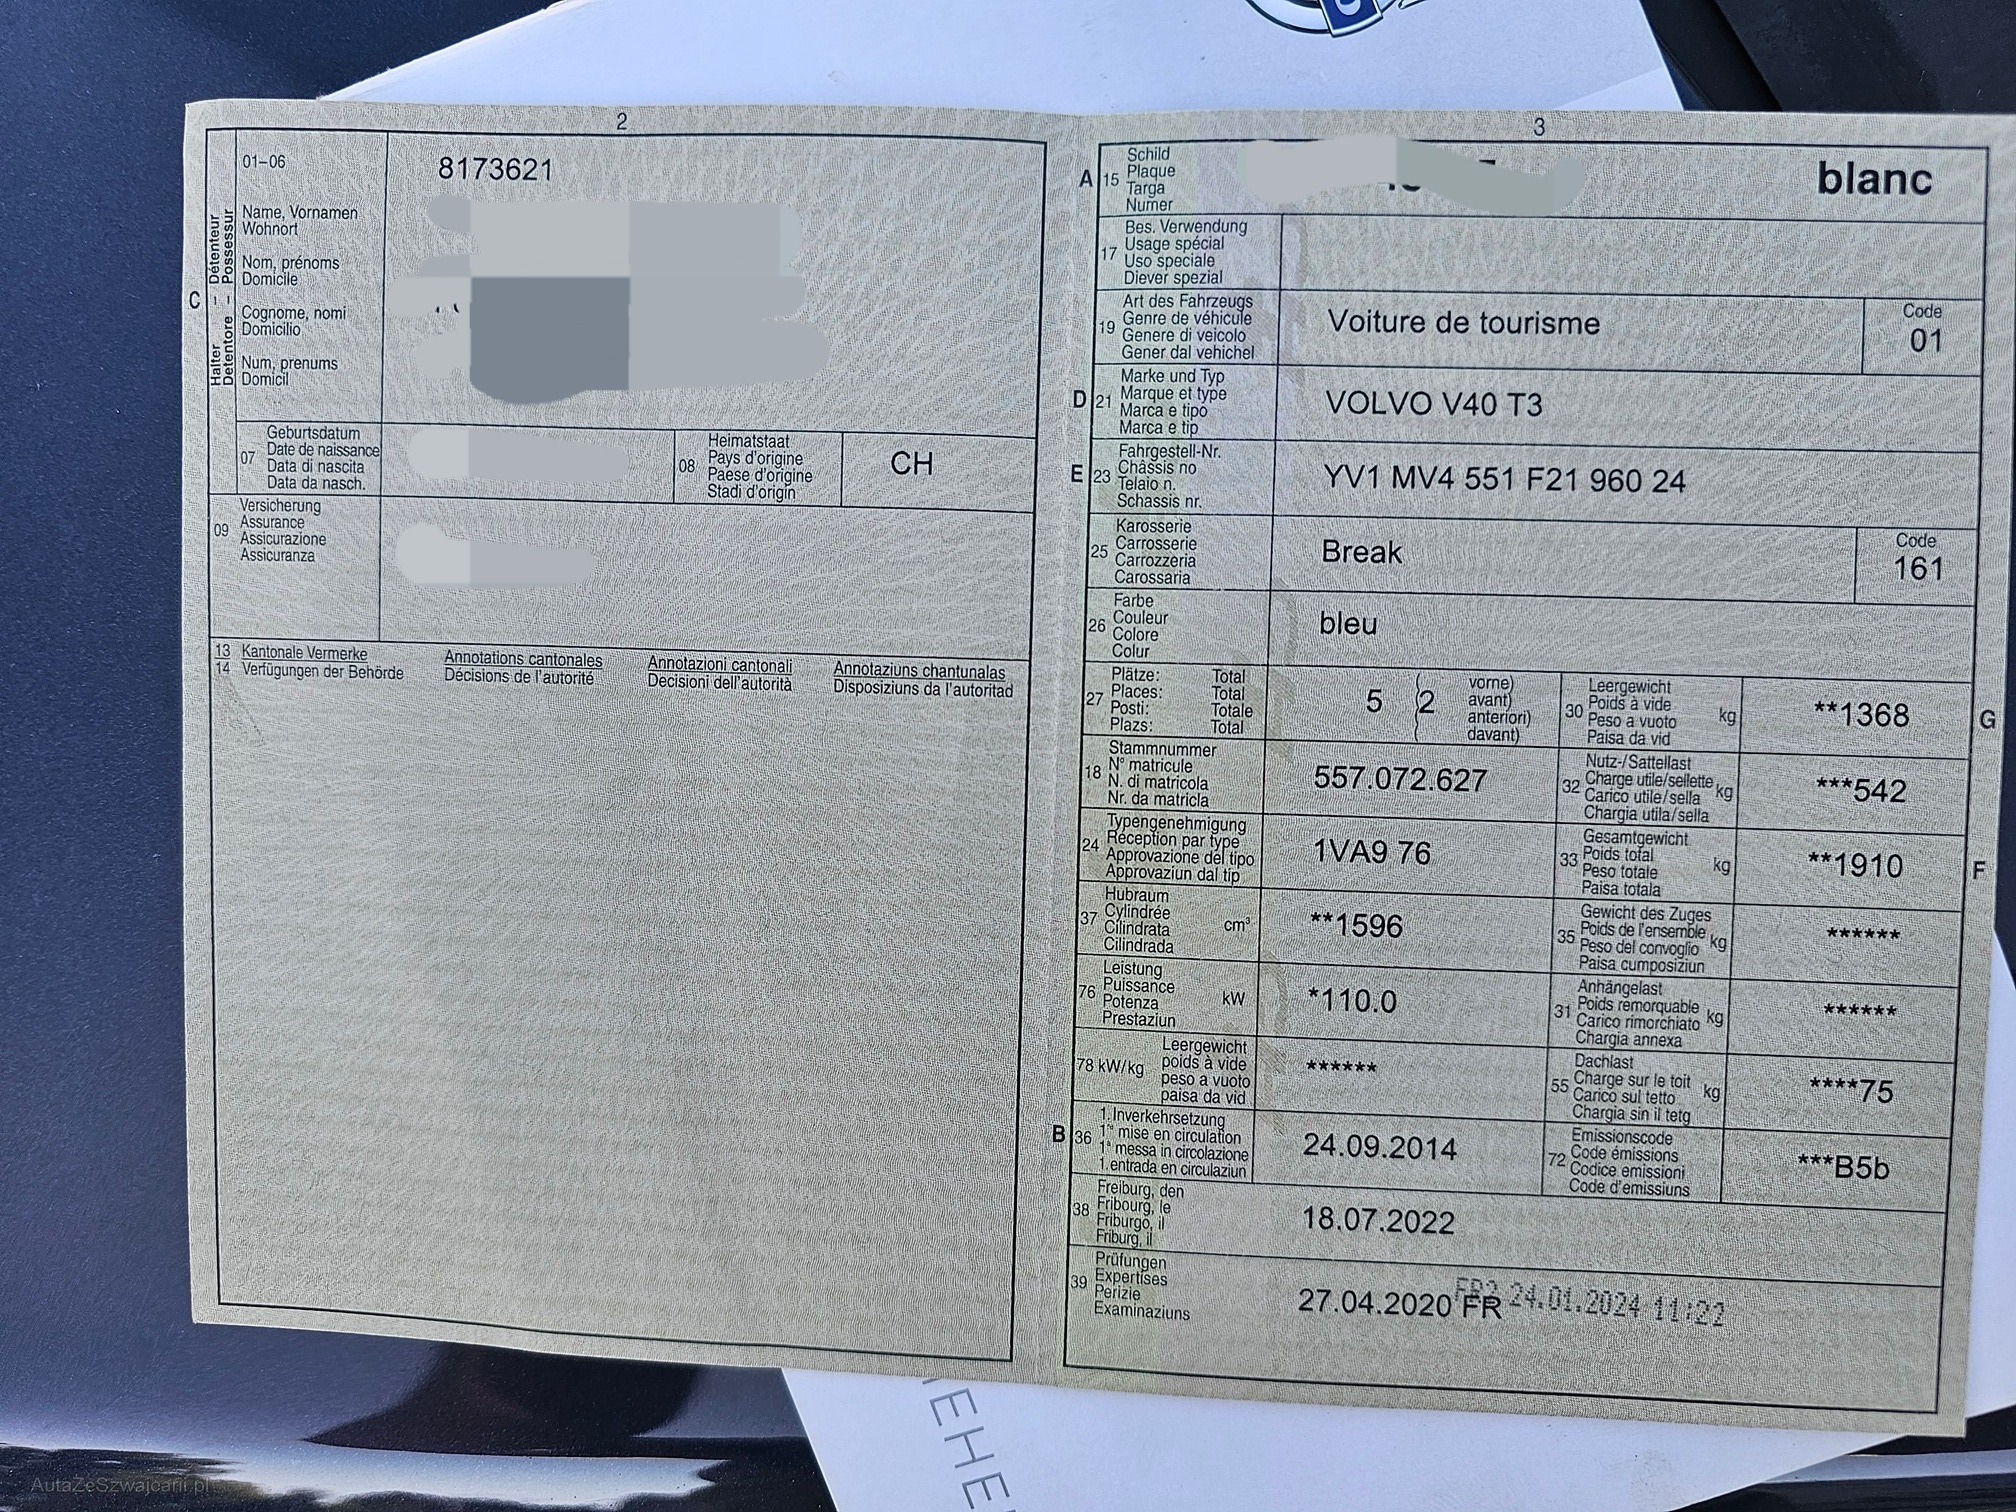 2
01–06
8173621
Halter – Détenteur
Detentore – Possessur
C
Name, Vornamen
Wohnort
Nom, prénoms
Domicile
Cognome, nomi
Domicilio
Num, prenums
Domicil
07
Geburtsdatum
Date de naissance
Data di nascita
Data da nasch.
08
Heimatstaat
Pays d'origine
Paese d'origine
Stadi d'origin
CH
09
Versicherung
Assurance
Assicurazione
Assicuranza
13 Kantonale Vermerke
14 Verfügungen der Behörde
Annotations cantonales
Décisions de l'autorité
Annotazioni cantonali
Decisioni dell'autorità
Annotaziuns chantunalas
Disposiziuns da l'autoritad
3
A 15
Schild
Plaque
Targa
Numer
blanc
17
Bes. Verwendung
Usage spécial
Uso speciale
Diever spezial
19
Art des Fahrzeugs
Genre de véhicule
Genere di veicolo
Gener dal vehichel
Voiture de tourisme
Code
01
D 21
Marke und Typ
Marque et type
Marca e tipo
Marca e tip
VOLVO V40 T3
E 23
Fahrgestell-Nr.
Châssis no
Telaio n.
Schassis nr.
YV1 MV4 551 F21 960 24
25
Karosserie
Carrosserie
Carrozzeria
Carossaria
Break
Code
161
26
Farbe
Couleur
Colore
Colur
bleu
27
Plätze: Total
Places: Total
Posti: Totale
Plazs: Total
5 (2
vorne)
avant)
anteriori)
davant)
30
Leergewicht
Poids à vide
Peso a vuoto
Paisa da vid
kg
**1368
G
18
Stammnummer
N° matricule
N. di matricola
Nr. da matricla
557.072.627
32
Nutz-/Sattellast
Charge utile/sellette
Carico utile/sella
Chargia utila/sella
kg
***542
24
Typengenehmigung
Réception par type
Approvazione del tipo
Approvaziun dal tip
1VA9 76
33
Gesamtgewicht
Poids total
Peso totale
Paisa totala
kg
**1910
F
37
Hubraum
Cylindrée
Cilindrata
Cilindrada
cm³
**1596
35
Gewicht des Zuges
Poids de l'ensemble
Peso del convoglio
Paisa cumposiziun
kg
******
76
Leistung
Puissance
Potenza
Prestaziun
kW
*110.0
31
Anhängelast
Poids remorquable
Carico rimorchiato
Chargia annexa
kg
******
78 kW/kg
Leergewicht
poids à vide
peso a vuoto
paisa da vid
******
55
Dachlast
Charge sur le toit
Carico sul tetto
Chargia sin il tetg
kg
****75
B 36
1. Inverkehrsetzung
1re mise en circulation
1a messa in circolazione
1. entrada en circulaziun
24.09.2014
72
Emissionscode
Code émissions
Codice emissioni
Code d'emissiuns
***B5b
38
Freiburg, den
Fribourg, le
Friburgo, il
Friburg, il
18.07.2022
39
Prüfungen
Expertises
Perizie
Examinaziuns
27.04.2020 FR
24.01.2024 11:22
AutaZeSzwajcarii.pl